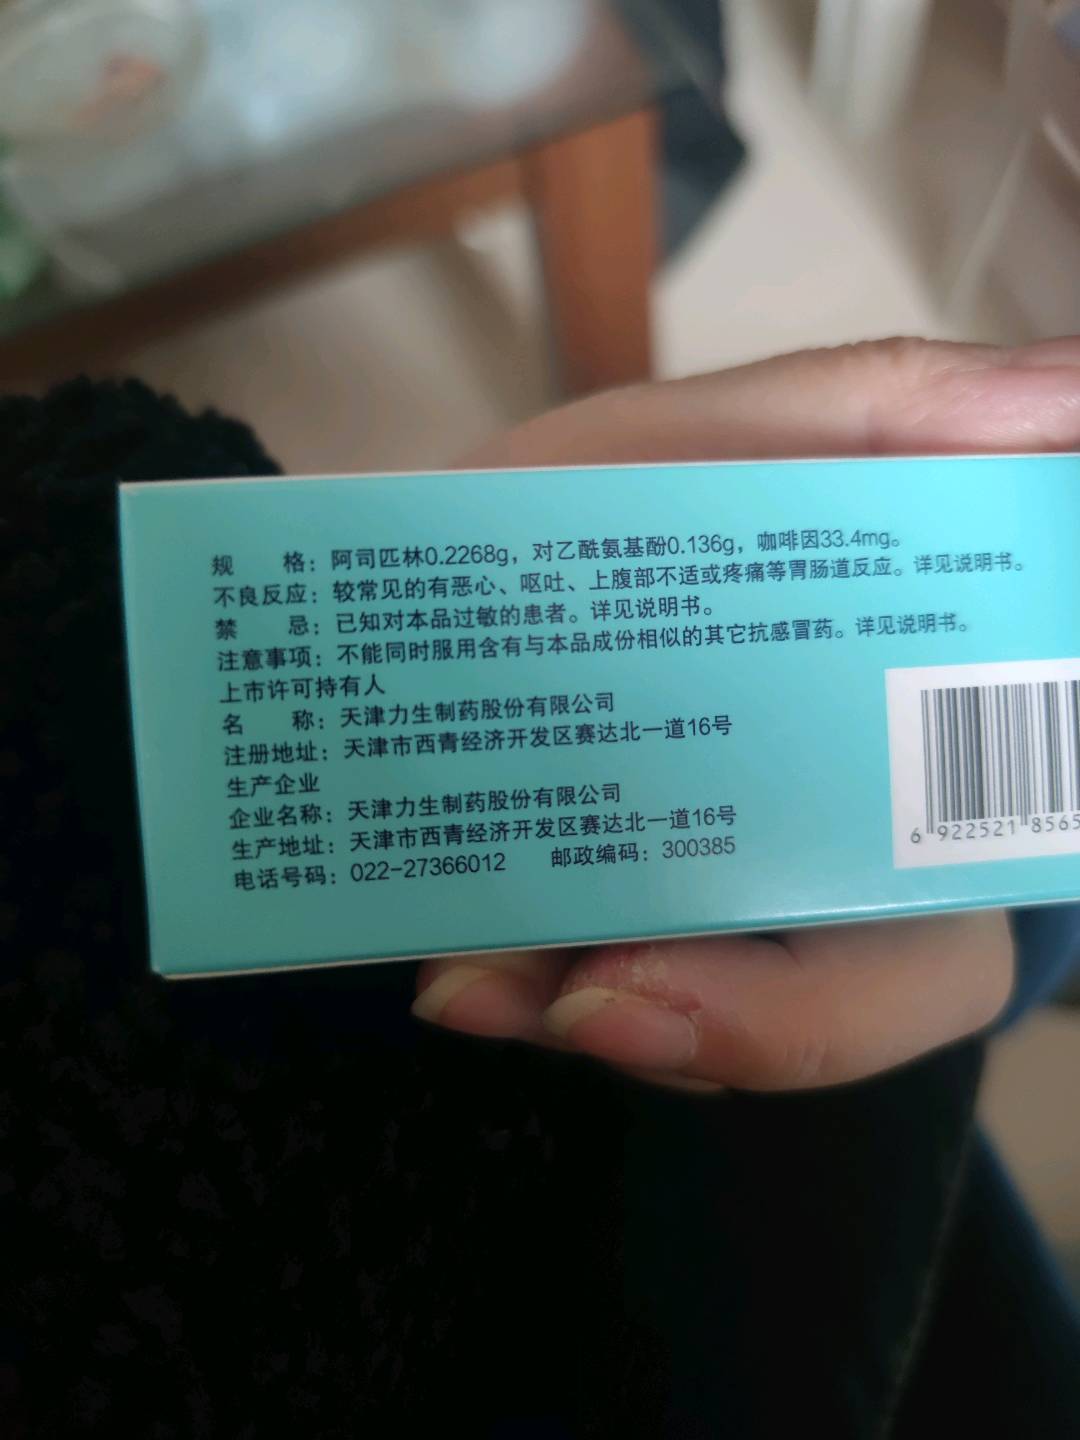 规　　格：阿司匹林0.2268g，对乙酰氨基酚0.136g，咖啡因33.4mg。
不良反应：较常见的有恶心、呕吐、上腹部不适或疼痛等胃肠道反应。详见说明书。
禁　　忌：已知对本品过敏的患者。详见说明书。
注意事项：不能同时服用含有与本品成份相似的其它抗感冒药。详见说明书。
上市许可持有人
名　　称：天津力生制药股份有限公司
注册地址：天津市西青经济开发区赛达北一道16号
生产企业
企业名称：天津力生制药股份有限公司
生产地址：天津市西青经济开发区赛达北一道16号
电话号码：022-27366012　　邮政编码：300385
6 922521 8565